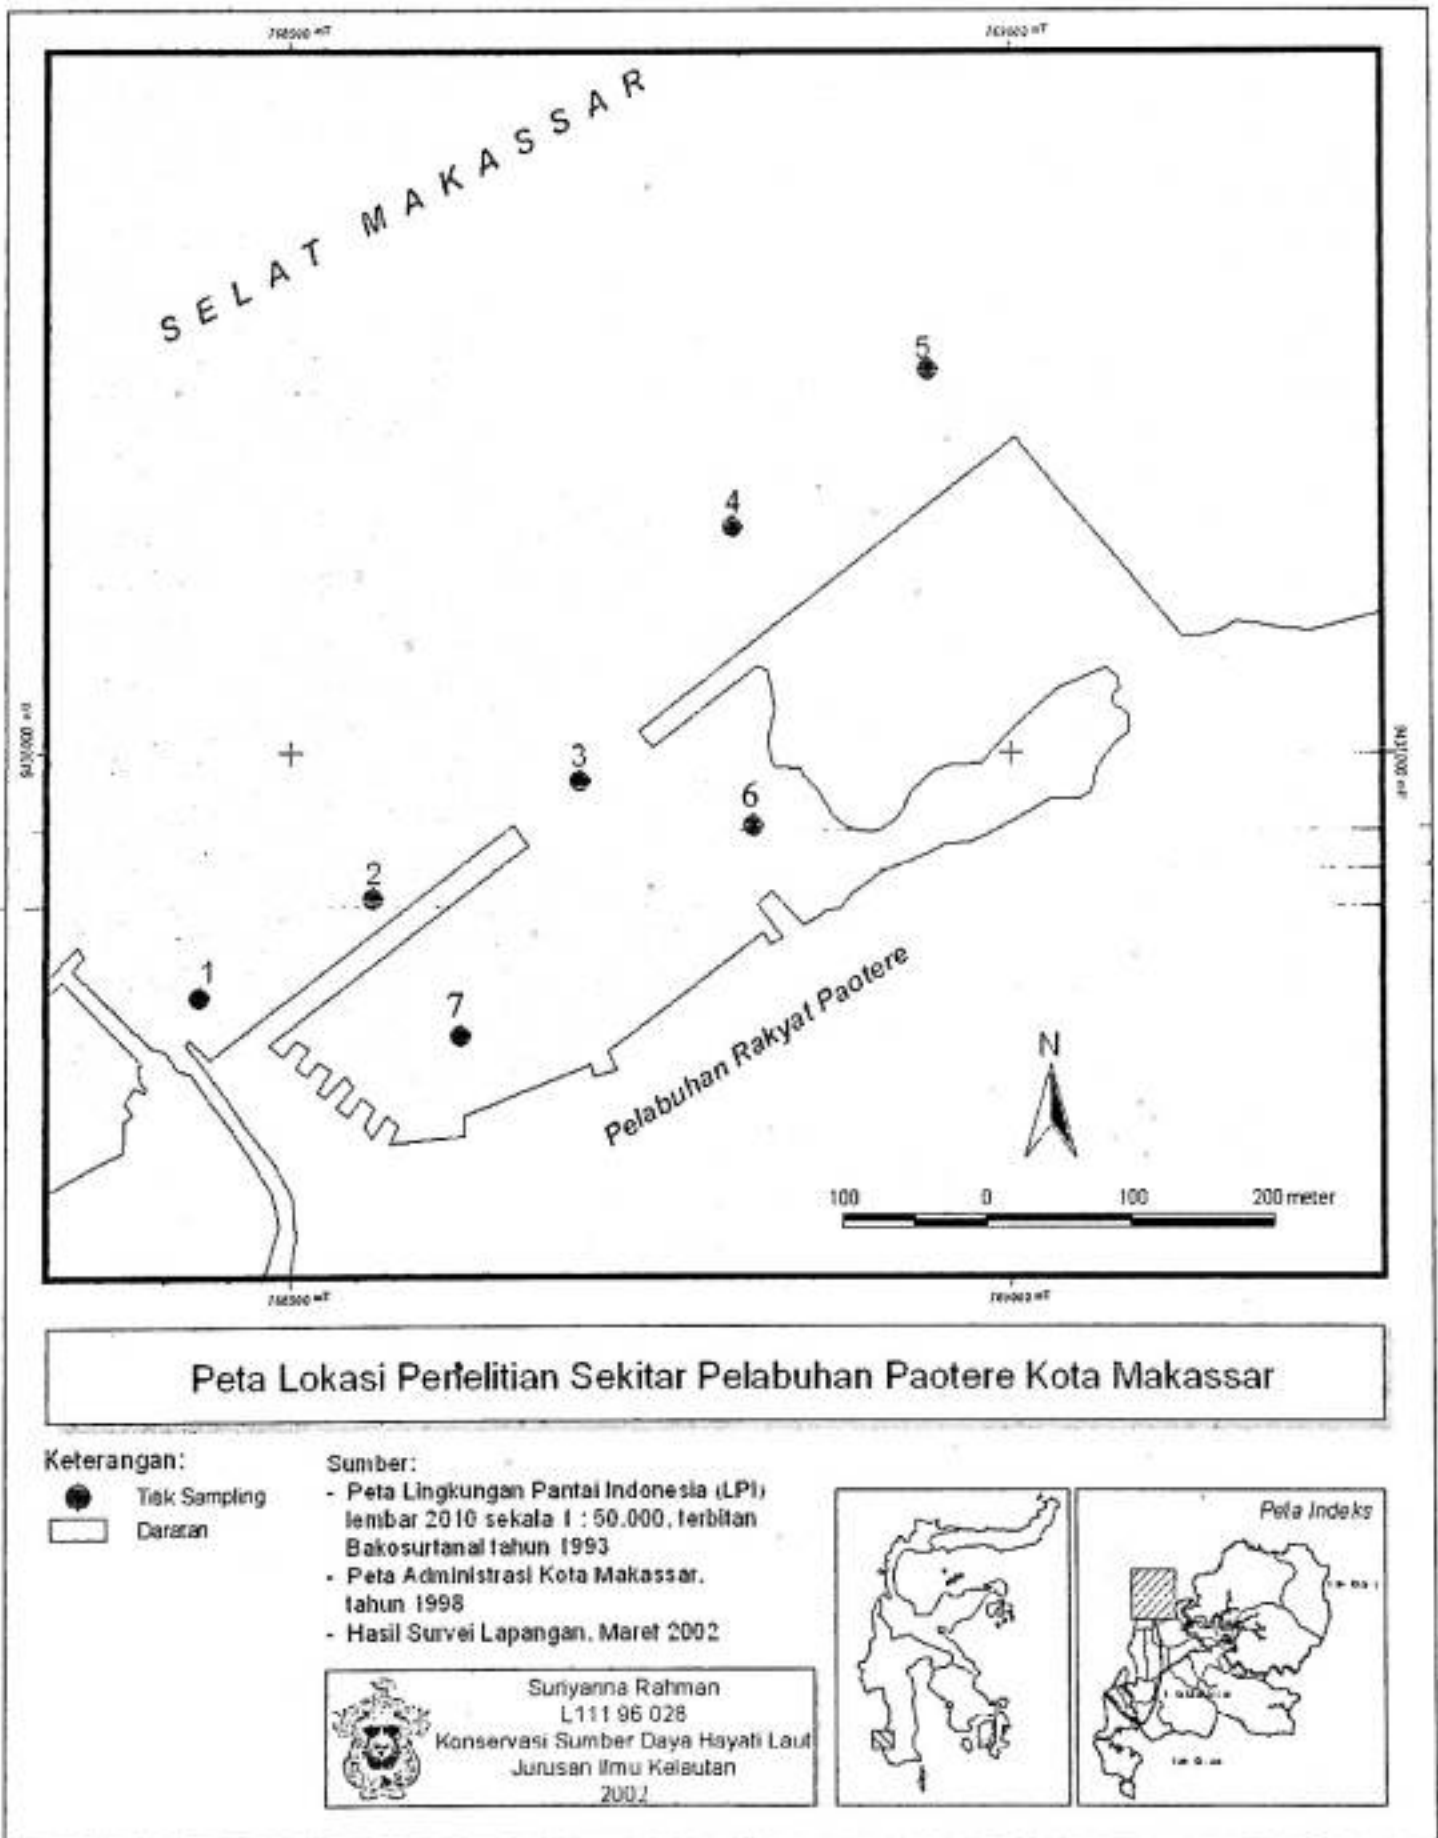 SELAT MAKASSAR
5
4
3
6
2
1
7
Pelabuhan Rakyat Paotere
N
100 0 100 200 meter
Peta Lokasi Penelitian Sekitar Pelabuhan Paotere Kota Makassar
Keterangan:
Titik Sampling
Daratan
Sumber:
- Peta Lingkungan Pantai Indonesia (LPI)
lembar 2010 sekala 1 : 50.000, terbitan
Bakosurtanal tahun 1993
- Peta Administrasi Kota Makassar,
tahun 1998
- Hasil Survei Lapangan, Maret 2002
Suriyanna Rahman
L111 96 028
Konservasi Sumber Daya Hayati Laut
Jurusan Ilmu Kelautan
2002
Peta Indeks